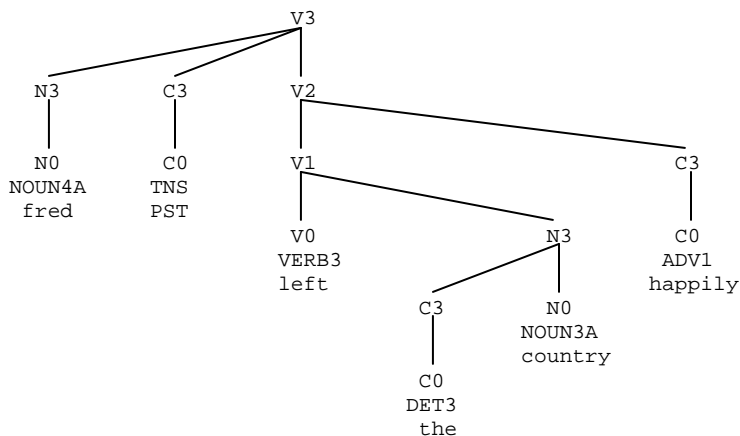 V3
N3 C3 V2
N0 C0 V1 C3
NOUN4A TNS
fred PST
V0 N3 C0
VERB3 ADV1
left happily
C3 N0
NOUN3A
country
C0
DET3
the